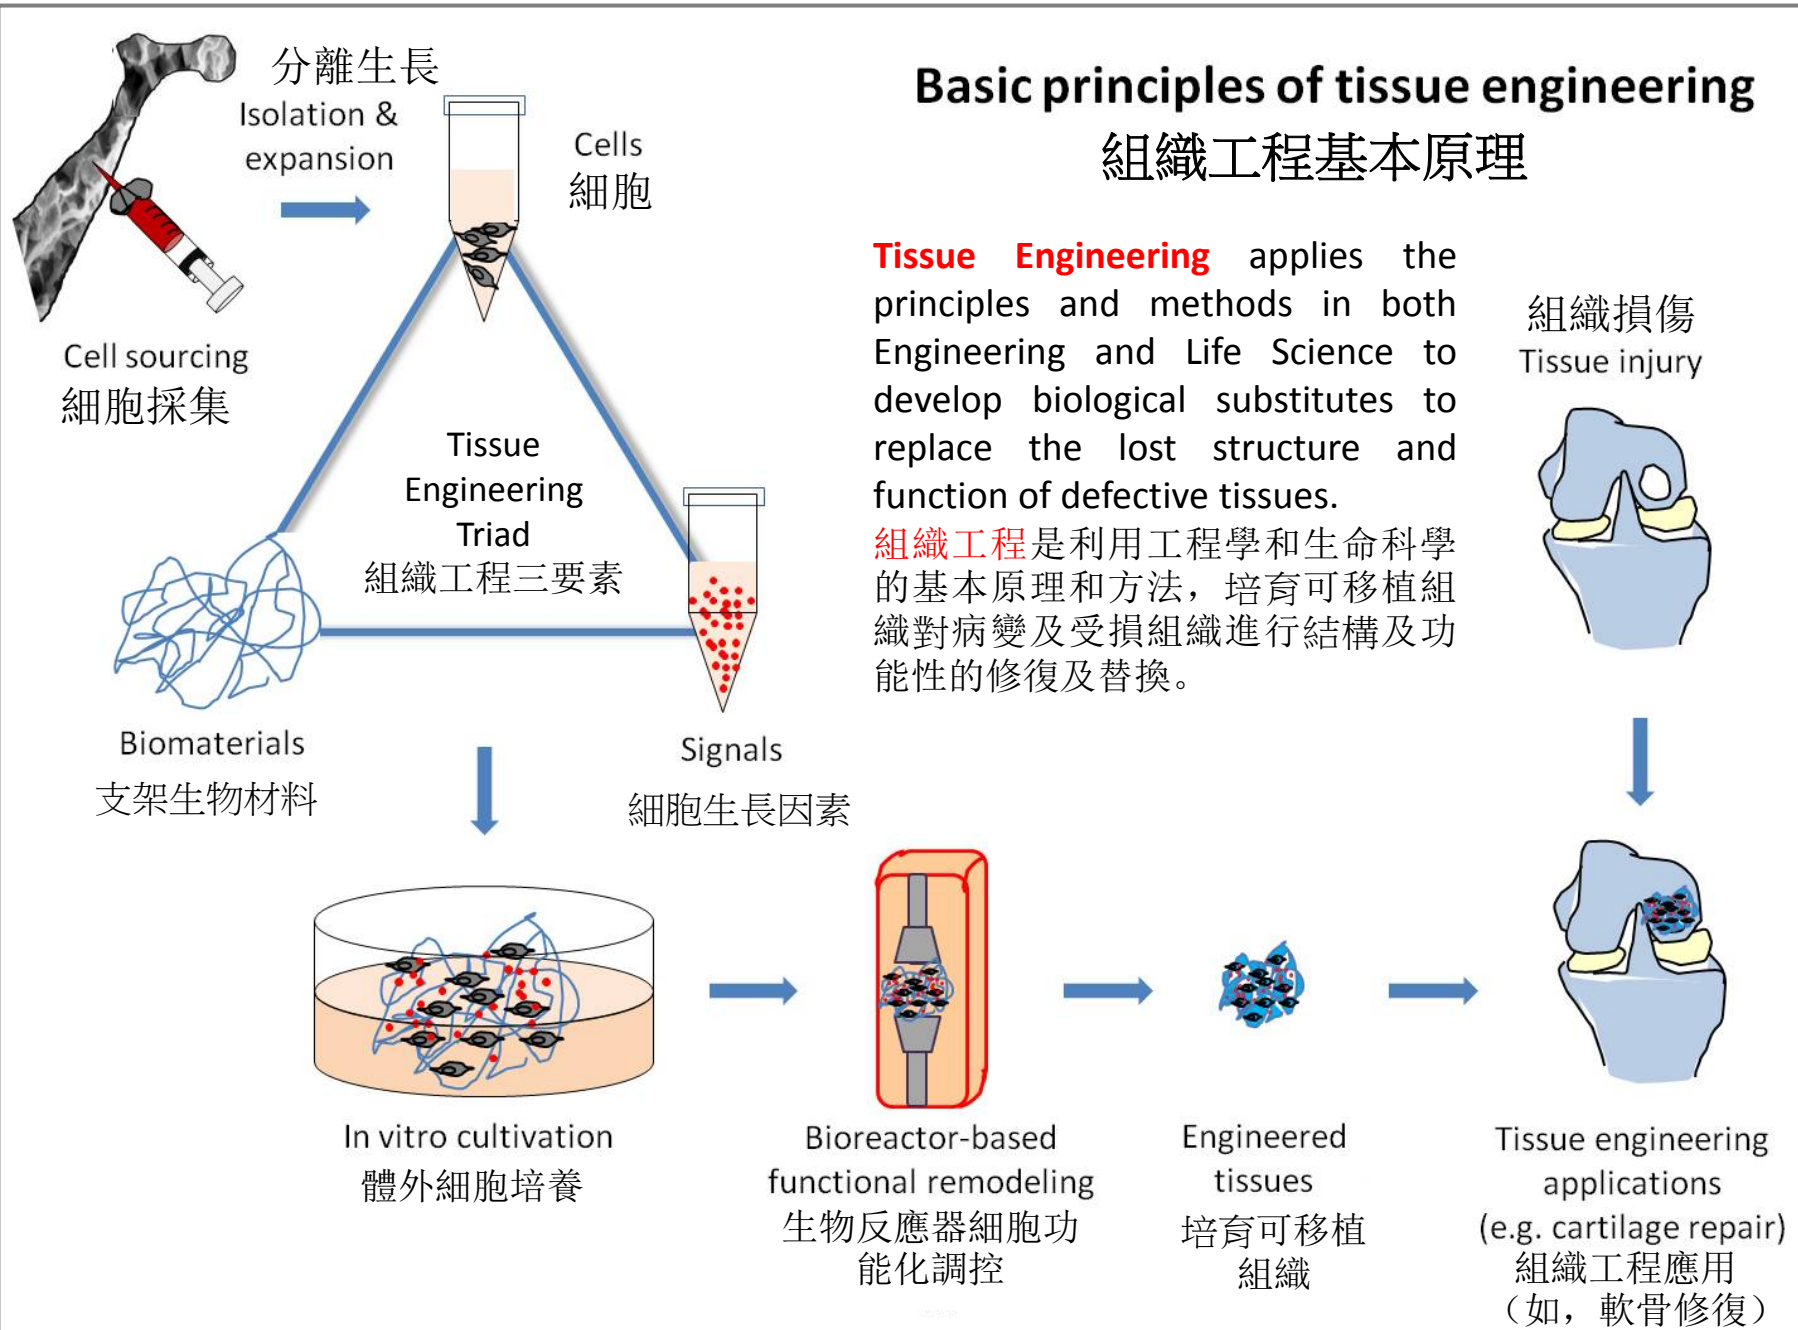 Basic principles of tissue engineering
組織工程基本原理
分離生長
Isolation &
expansion
Cells
細胞
Cell sourcing
細胞採集
Tissue
Engineering
Triad
組織工程三要素
Biomaterials
支架生物材料
Signals
細胞生長因素
Tissue Engineering applies the
principles and methods in both
Engineering and Life Science to
develop biological substitutes to
replace the lost structure and
function of defective tissues.
組織工程是利用工程學和生命科學
的基本原理和方法，培育可移植組
織對病變及受損組織進行結構及功
能性的修復及替換。
組織損傷
Tissue injury
In vitro cultivation
體外細胞培養
Bioreactor-based
functional remodeling
生物反應器細胞功
能化調控
Engineered
tissues
培育可移植
組織
Tissue engineering
applications
(e.g. cartilage repair)
組織工程應用
（如，軟骨修復）